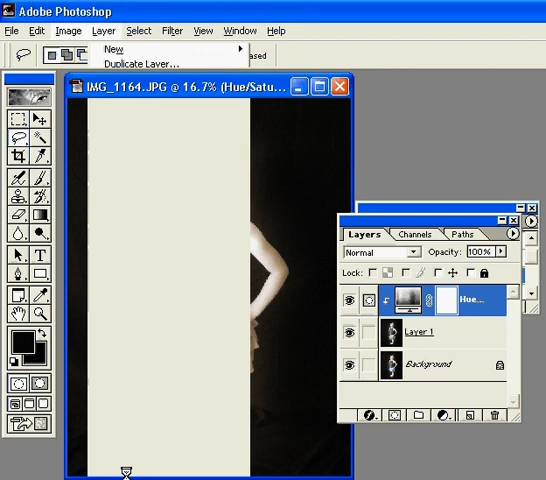 Adobe Photoshop
File Edit Image Layer Select Filter View Window Help
New
Duplicate Layer...
ased
IMG_1164.JPG @ 16.7% (Hue/Satu...
Layers Channels Paths
Normal Opacity: 100%
Lock:
Hue...
Layer 1
Background